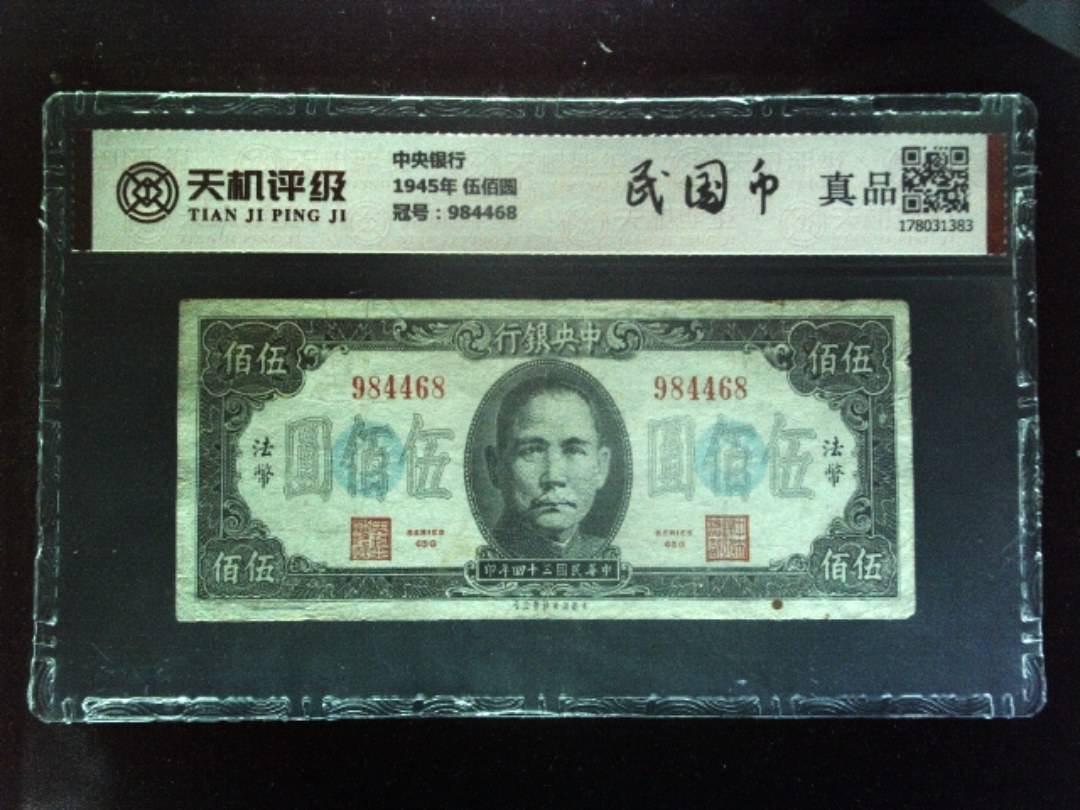 天机评级
TIAN JI PING JI
中央银行
1945年 伍佰圆
冠号：984468
民国币
真品
178031383
行銀央中
佰伍
佰伍
984468
984468
圓佰伍
圓佰伍
法幣
法幣
SERIES
65G
SERIES
65G
佰伍
印年四十三國民華中
佰伍